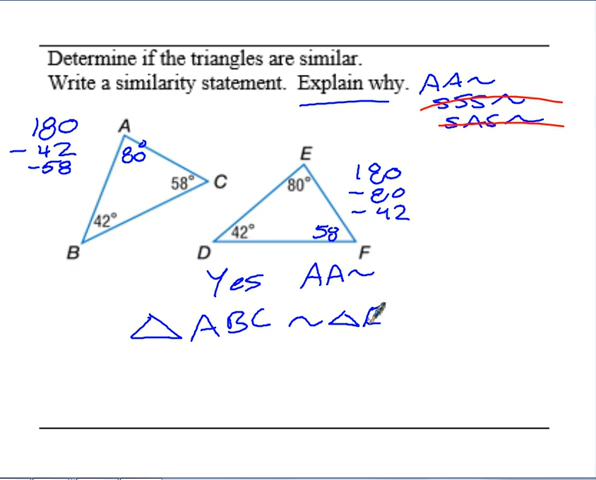 Determine if the triangles are similar.
Write a similarity statement. Explain why. AA~
SSS~
SAS~
180
- 42
-58
A
80°
58° C
42°
B
E
80°
42°
58
D
F
180
- 80
- 42
Yes AA~
△ ABC ~ △E